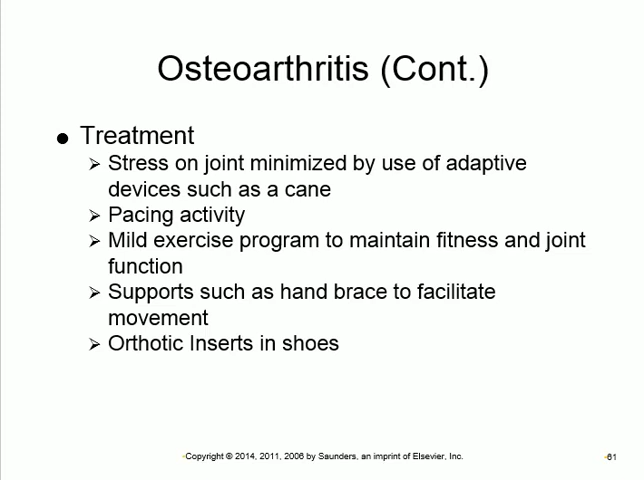 Osteoarthritis (Cont.)
● Treatment
➢ Stress on joint minimized by use of adaptive
devices such as a cane
➢ Pacing activity
➢ Mild exercise program to maintain fitness and joint
function
➢ Supports such as hand brace to facilitate
movement
➢ Orthotic Inserts in shoes
Copyright © 2014, 2011, 2006 by Saunders, an imprint of Elsevier, Inc.
61